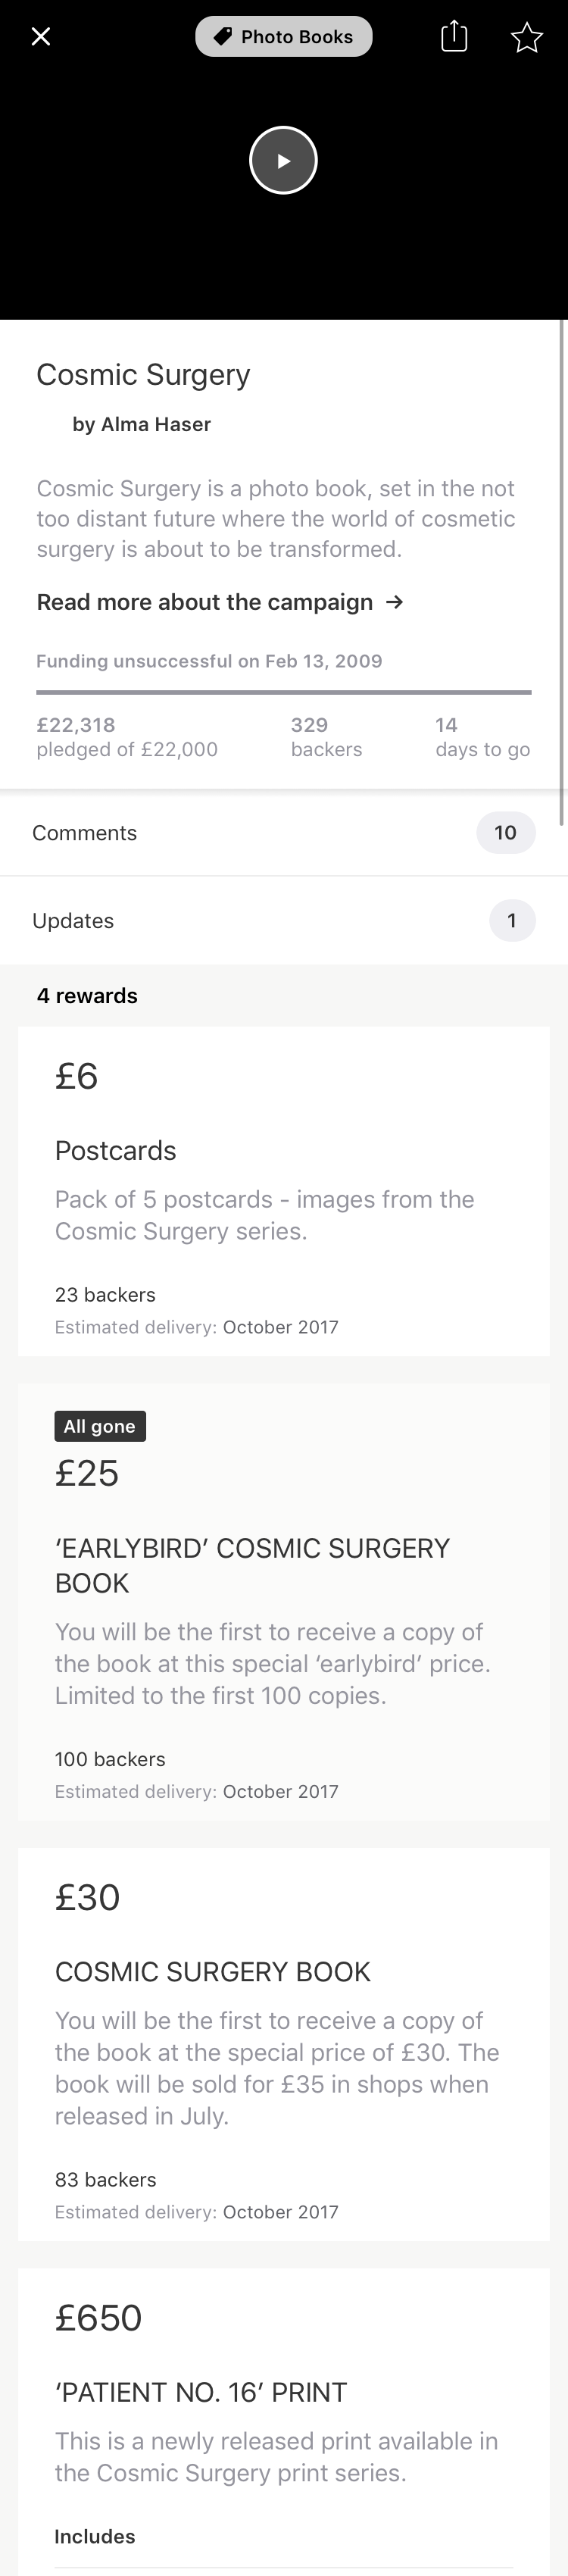 Photo Books
Cosmic Surgery
by Alma Haser
Cosmic Surgery is a photo book, set in the not
too distant future where the world of cosmetic
surgery is about to be transformed.
Read more about the campaign →
Funding unsuccessful on Feb 13, 2009
£22,318 329 14
pledged of £22,000 backers days to go
Comments 10
Updates 1
4 rewards
£6
Postcards
Pack of 5 postcards - images from the
Cosmic Surgery series.
23 backers
Estimated delivery: October 2017
All gone
£25
‘EARLYBIRD’ COSMIC SURGERY
BOOK
You will be the first to receive a copy of
the book at this special ‘earlybird’ price.
Limited to the first 100 copies.
100 backers
Estimated delivery: October 2017
£30
COSMIC SURGERY BOOK
You will be the first to receive a copy of
the book at the special price of £30. The
book will be sold for £35 in shops when
released in July.
83 backers
Estimated delivery: October 2017
£650
‘PATIENT NO. 16’ PRINT
This is a newly released print available in
the Cosmic Surgery print series.
Includes